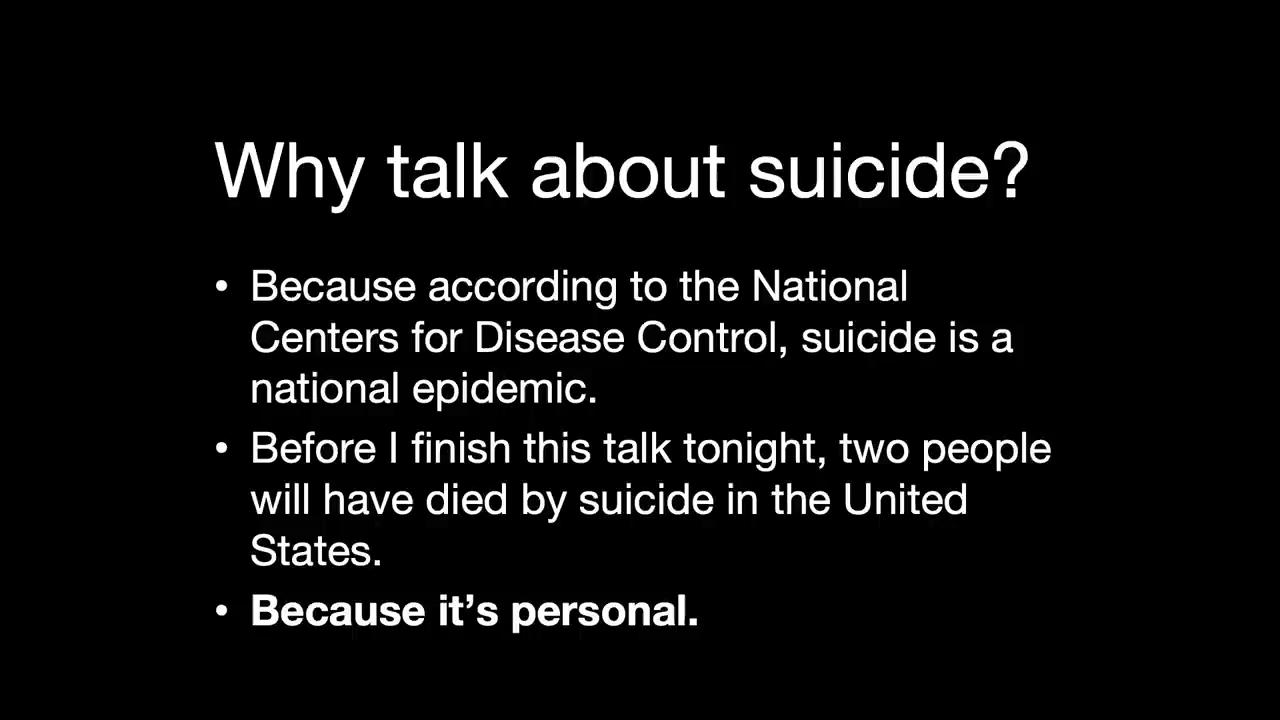 Why talk about suicide?
• Because according to the National
Centers for Disease Control, suicide is a
national epidemic.
• Before I finish this talk tonight, two people
will have died by suicide in the United
States.
• Because it’s personal.